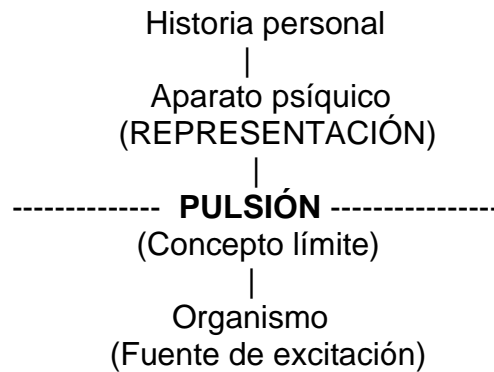 Historia personal
|
Aparato psíquico
(REPRESENTACIÓN)
|
-------------- PULSIÓN ----------------
(Concepto límite)
|
Organismo
(Fuente de excitación)